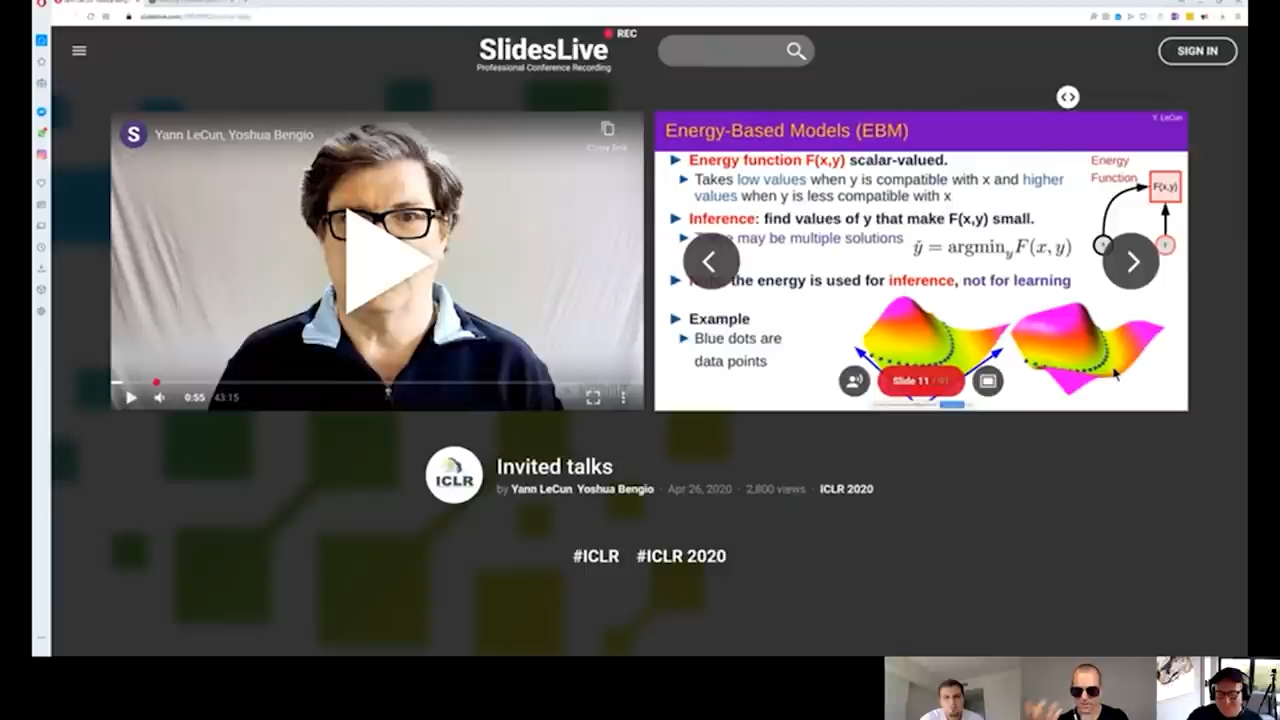 SlidesLive
REC
Professional Conference Recording
SIGN IN
S
Yann LeCun, Yoshua Bengio
Copy link
0:55 / 43:15
Y. LeCun
Energy-Based Models (EBM)
Energy function F(x,y) scalar-valued.
Takes low values when y is compatible with x and higher
values when y is less compatible with x
Inference: find values of y that make F(x,y) small.
may be multiple solutions
y̌ = argmin_y F(x, y)
the energy is used for inference, not for learning
Example
Blue dots are
data points
Energy
Function
F(x,y)
Slide 11 / 91
ICLR
Invited talks
by Yann LeCun Yoshua Bengio · Apr 26, 2020 · 2,800 views · ICLR 2020
#ICLR #ICLR 2020